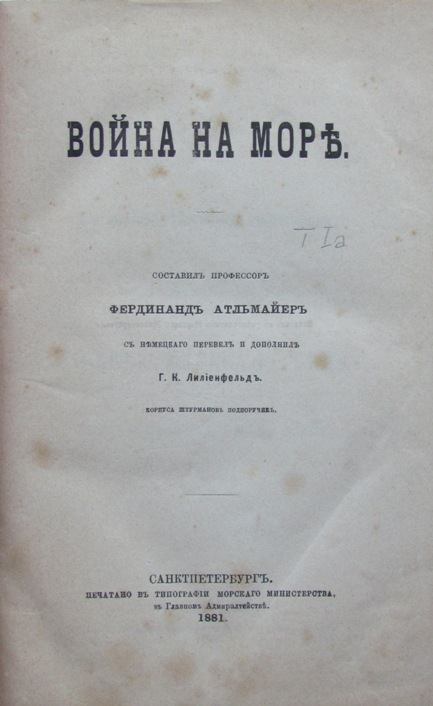 ВОЙНА НА МОРѢ.
T Ia
СОСТАВИЛЪ ПРОФЕССОРЪ
ФЕРДИНАНДЪ АТЛЬМАЙЕРЪ
СЪ НѢМЕЦКАГО ПЕРЕВЕЛЪ И ДОПОЛНИЛЪ
Г. К. Лиліенфельдъ.
КОРПУСА ШТУРМАНОВЪ ПОДПОРУЧИКЪ.
САНКТПЕТЕРБУРГЪ.
ПЕЧАТАНО ВЪ ТИПОГРАФІИ МОРСКАГО МИНИСТЕРСТВА,
въ Главномъ Адмиралтействѣ.
1881.